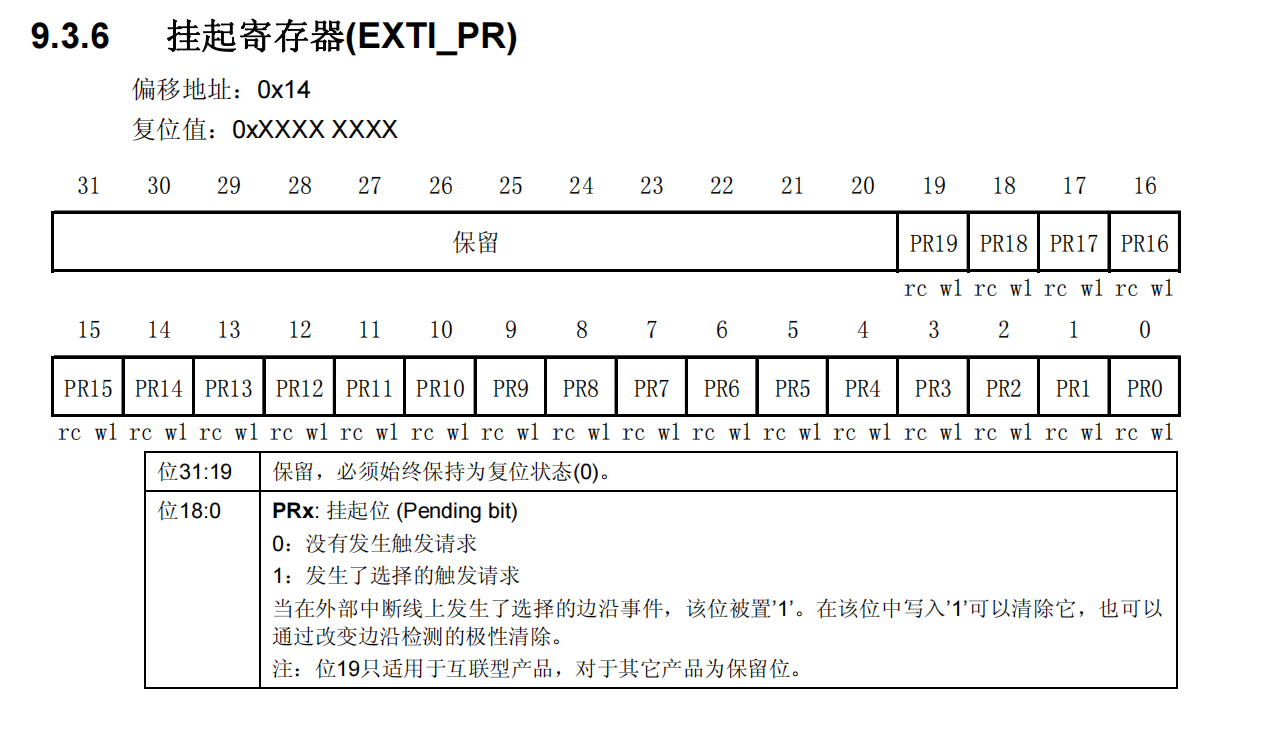 9.3.6 挂起寄存器(EXTI_PR)
偏移地址：0x14
复位值：0xXXXX XXXX
31 30 29 28 27 26 25 24 23 22 21 20 19 18 17 16
保留 PR19 PR18 PR17 PR16
rc w1 rc w1 rc w1 rc w1
15 14 13 12 11 10 9 8 7 6 5 4 3 2 1 0
PR15 PR14 PR13 PR12 PR11 PR10 PR9 PR8 PR7 PR6 PR5 PR4 PR3 PR2 PR1 PR0
rc w1 rc w1 rc w1 rc w1 rc w1 rc w1 rc w1 rc w1 rc w1 rc w1 rc w1 rc w1 rc w1 rc w1 rc w1 rc w1
位31:19 保留，必须始终保持为复位状态(0)。
位18:0 PRx: 挂起位 (Pending bit)
0：没有发生触发请求
1：发生了选择的触发请求
当在外部中断线上发生了选择的边沿事件，该位被置’1’。在该位中写入’1’可以清除它，也可以
通过改变边沿检测的极性清除。
注：位19只适用于互联型产品，对于其它产品为保留位。